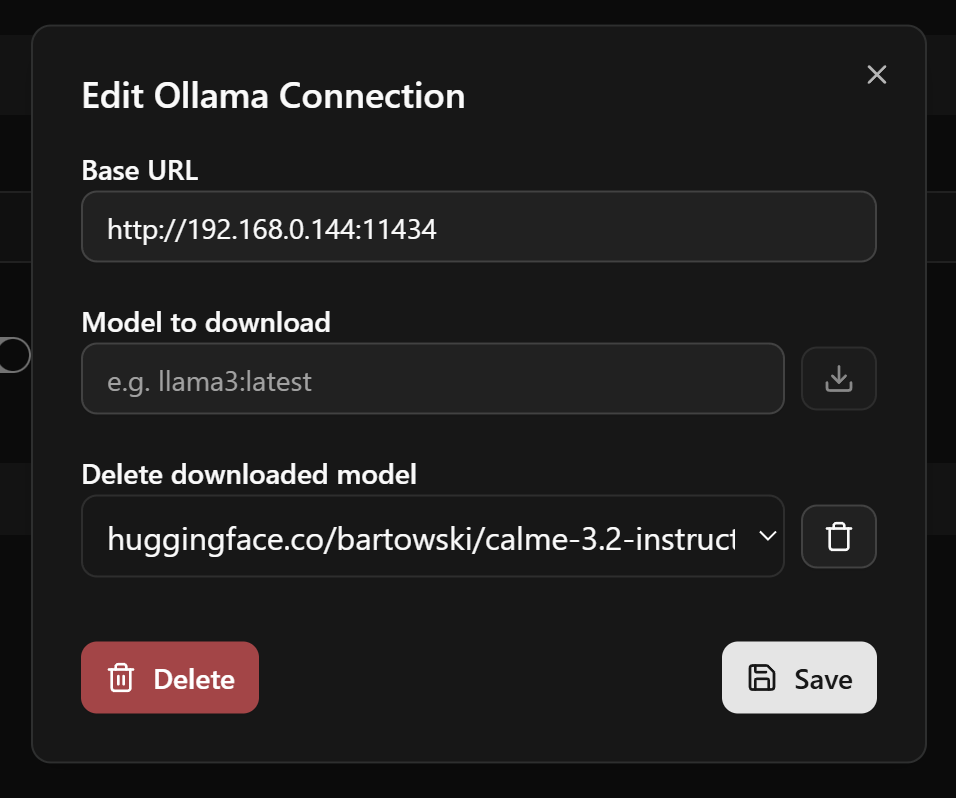 Edit Ollama Connection
Base URL
http://192.168.0.144:11434
Model to download
e.g. llama3:latest
Delete downloaded model
huggingface.co/bartowski/calme-3.2-instruct
Delete
Save